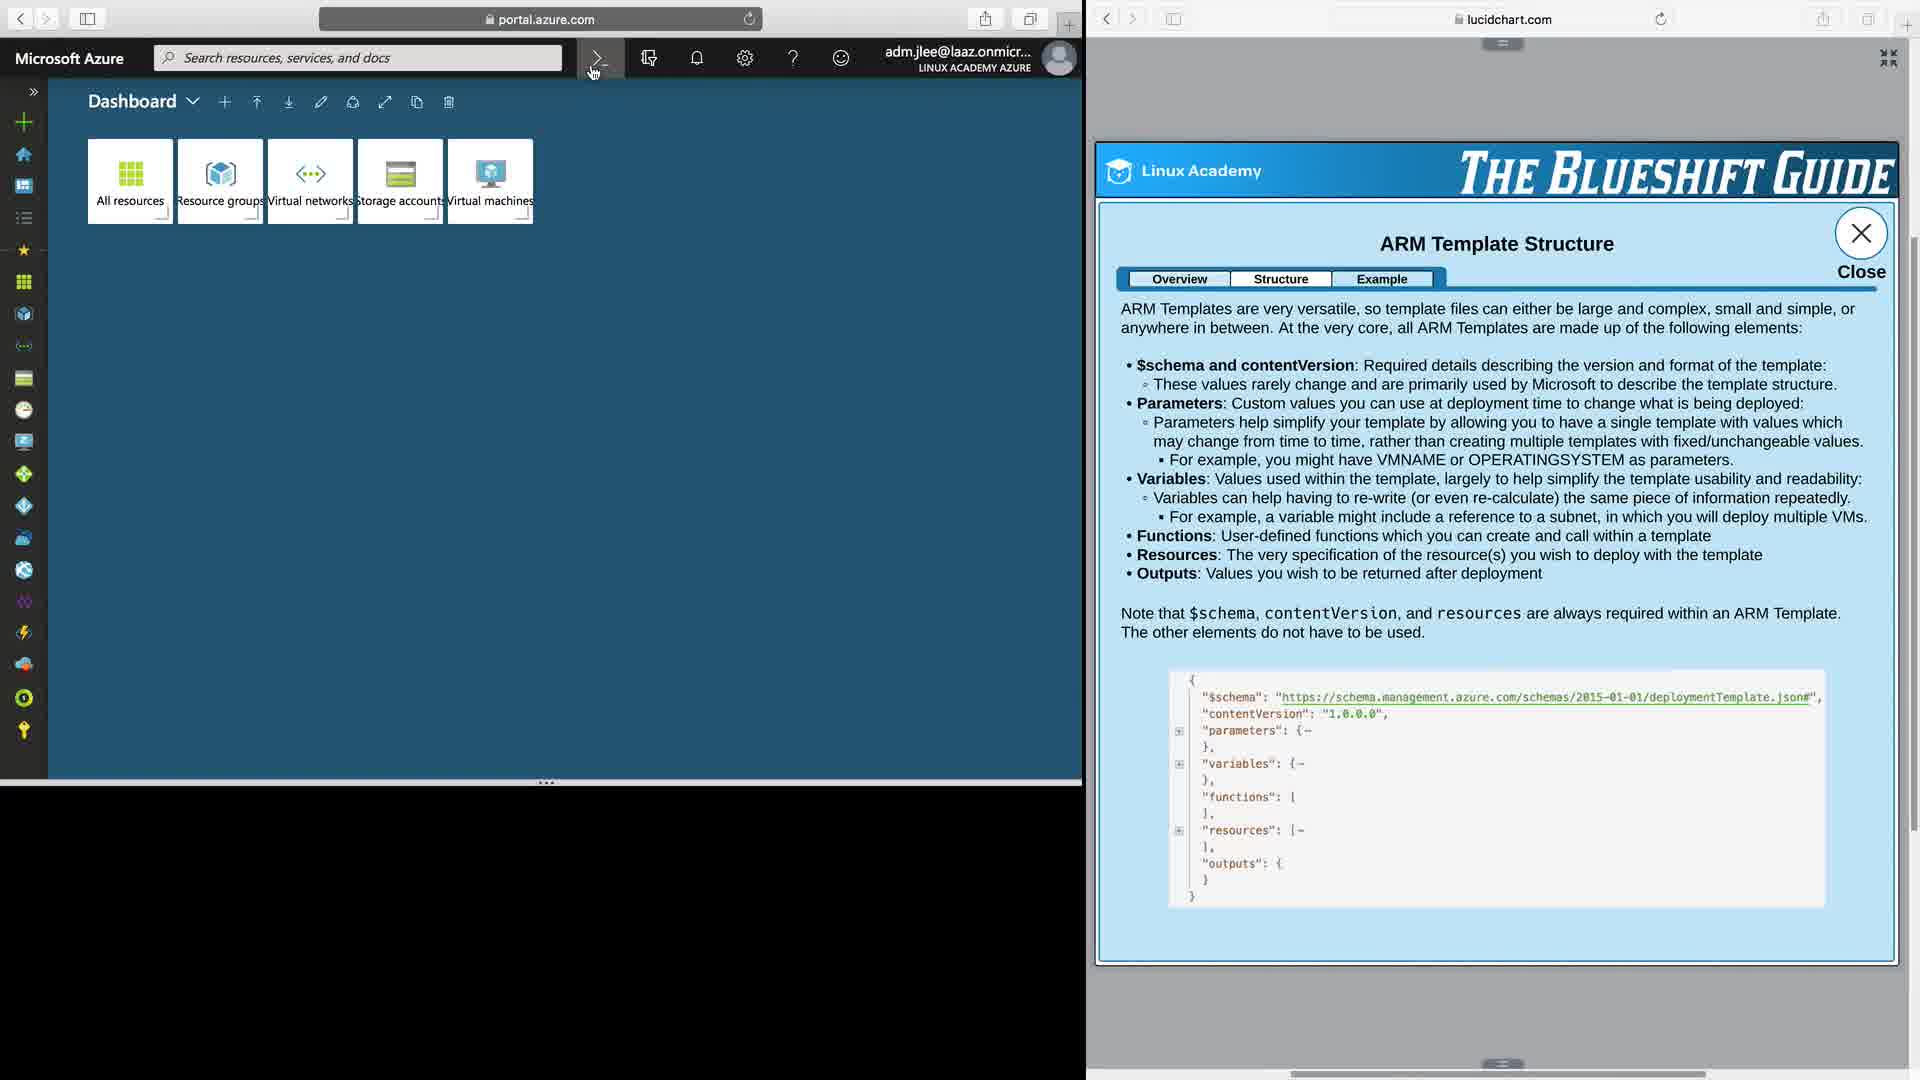 portal.azure.com
Microsoft Azure
Search resources, services, and docs
adm.jlee@laaz.onmicr...
LINUX ACADEMY AZURE
Dashboard
All resources
Resource groups
Virtual networks
Storage accounts
Virtual machines
lucidchart.com
Linux Academy
THE BLUESHIFT GUIDE
ARM Template Structure
Close
Overview
Structure
Example
ARM Templates are very versatile, so template files can either be large and complex, small and simple, or
anywhere in between. At the very core, all ARM Templates are made up of the following elements:
• $schema and contentVersion: Required details describing the version and format of the template:
◦ These values rarely change and are primarily used by Microsoft to describe the template structure.
• Parameters: Custom values you can use at deployment time to change what is being deployed:
◦ Parameters help simplify your template by allowing you to have a single template with values which
may change from time to time, rather than creating multiple templates with fixed/unchangeable values.
▪ For example, you might have VMNAME or OPERATINGSYSTEM as parameters.
• Variables: Values used within the template, largely to help simplify the template usability and readability:
◦ Variables can help having to re-write (or even re-calculate) the same piece of information repeatedly.
▪ For example, a variable might include a reference to a subnet, in which you will deploy multiple VMs.
• Functions: User-defined functions which you can create and call within a template
• Resources: The very specification of the resource(s) you wish to deploy with the template
• Outputs: Values you wish to be returned after deployment
Note that $schema, contentVersion, and resources are always required within an ARM Template.
The other elements do not have to be used.
{
"$schema": "https://schema.management.azure.com/schemas/2015-01-01/deploymentTemplate.json#",
"contentVersion": "1.0.0.0",
"parameters": {⋯
},
"variables": {⋯
},
"functions": [
],
"resources": [⋯
],
"outputs": {
}
}